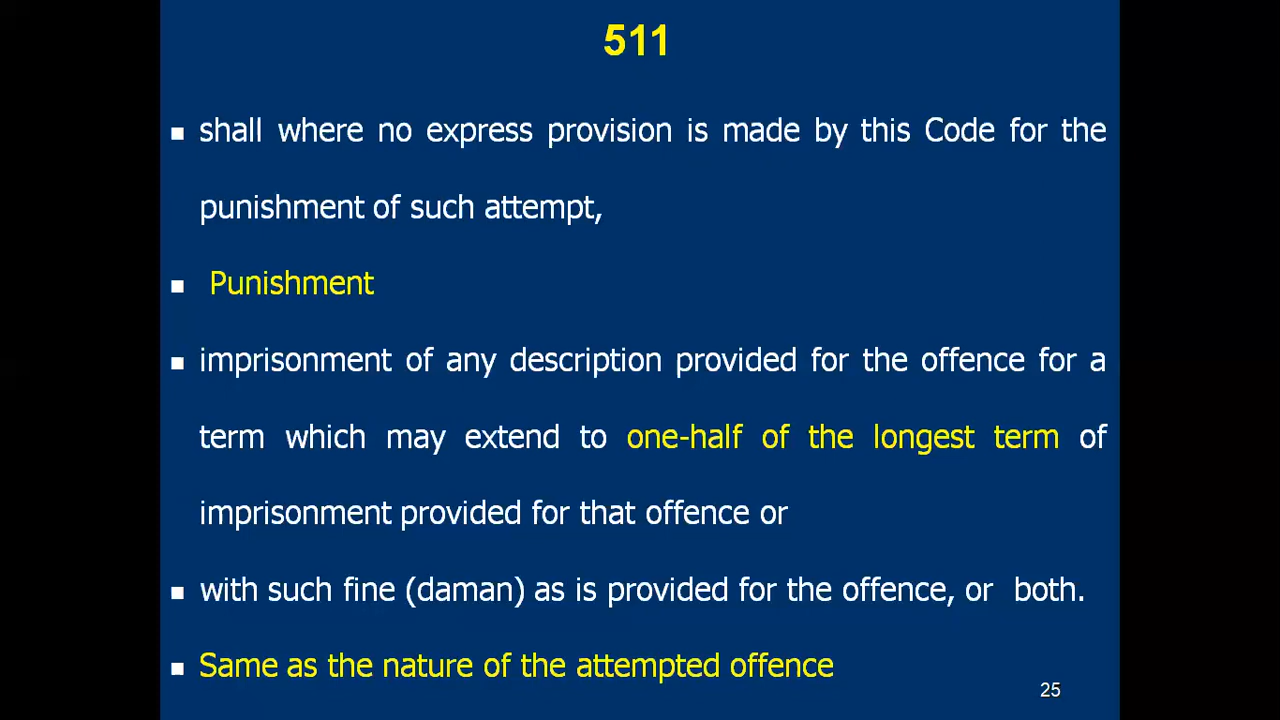 511
shall where no express provision is made by this Code for the
punishment of such attempt,
Punishment
imprisonment of any description provided for the offence for a
term which may extend to one-half of the longest term of
imprisonment provided for that offence or
with such fine (daman) as is provided for the offence, or both.
Same as the nature of the attempted offence
25